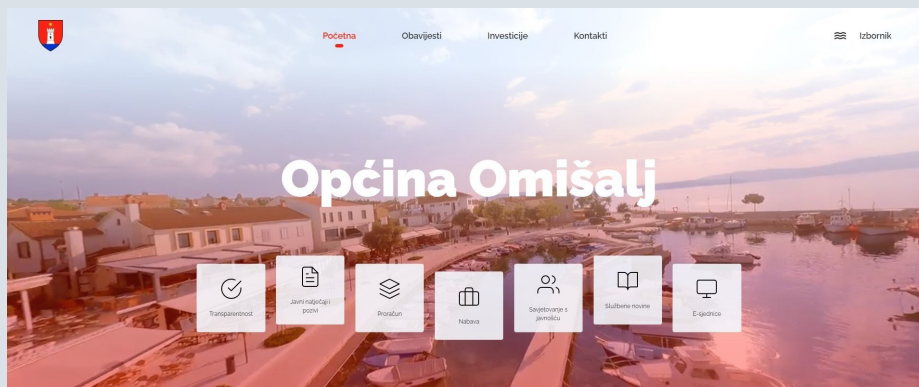 Početna
Obavijesti
Investicije
Kontakti
Izbornik
Općina Omišalj
Transparentnost
Javni natječaji i
pozivi
Proračun
Nabava
Savjetovanje s
javnošću
Službene novine
E-sjednice